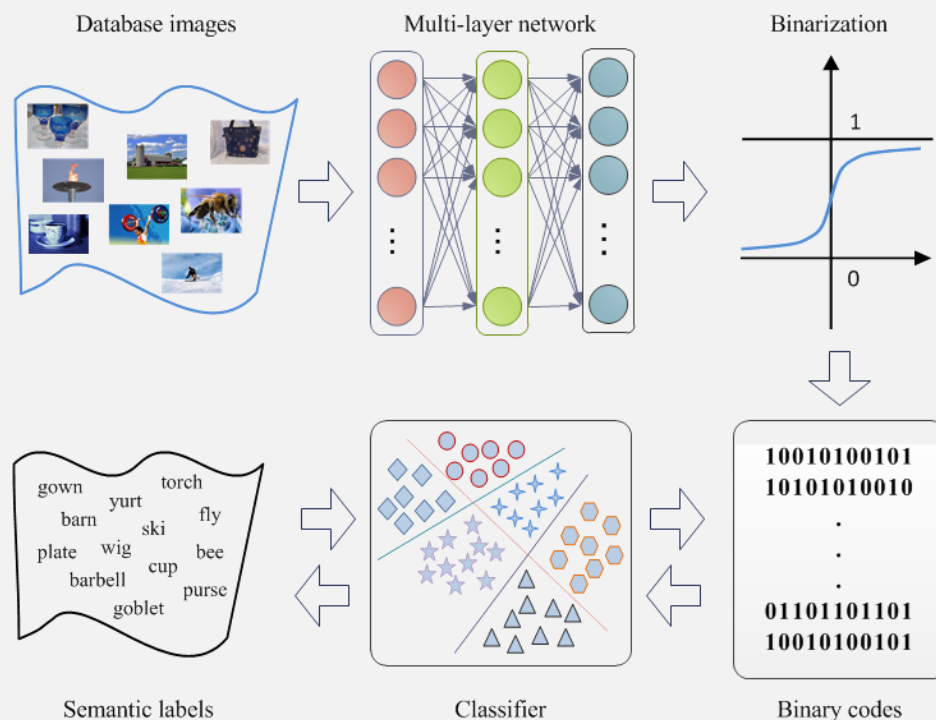 Database images
Multi-layer network
Binarization
1
0
gown
yurt
torch
barn
ski
fly
plate
wig
cup
bee
barbell
purse
goblet
10010100101
10101010010
.
.
.
01101101101
10010100101
Semantic labels
Classifier
Binary codes